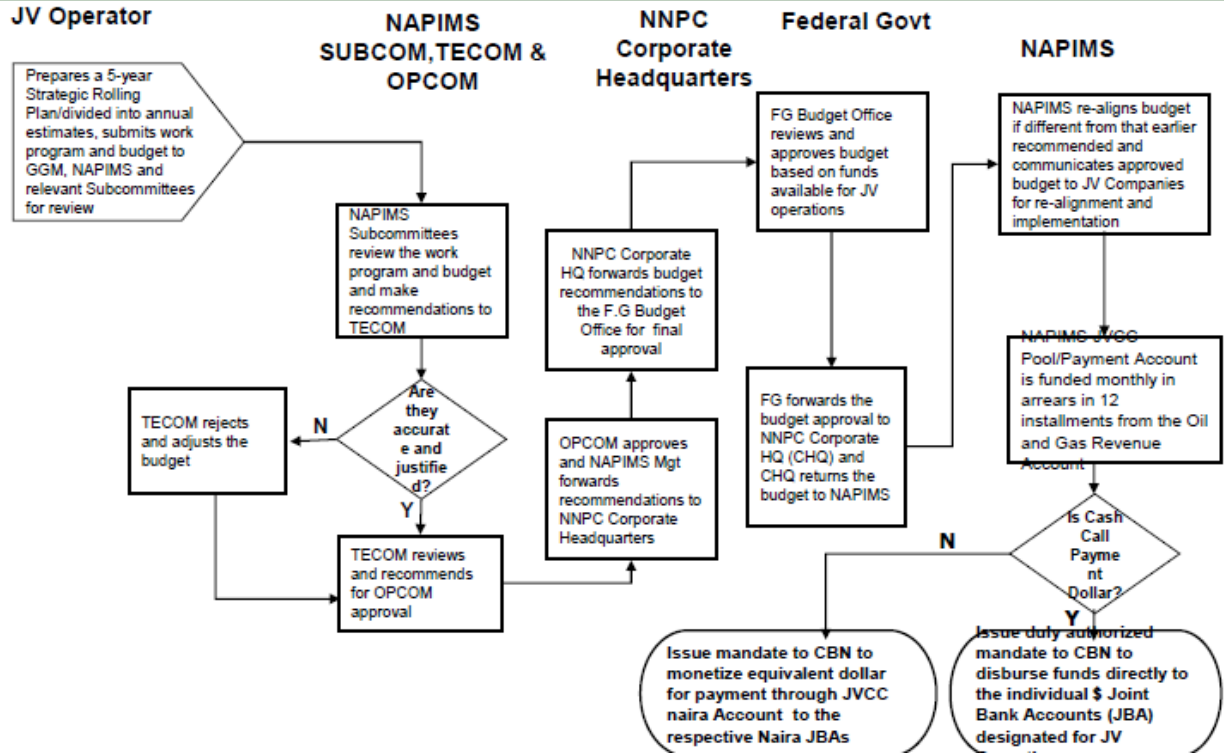 JV Operator
NAPIMS
SUBCOM,TECOM &
OPCOM
NNPC
Corporate
Headquarters
Federal Govt
NAPIMS
Prepares a 5-year
Strategic Rolling
Plan/divided into annual
estimates, submits work
program and budget to
GGM, NAPIMS and
relevant Subcommittees
for review
NAPIMS
Subcommittees
review the work
program and budget
and make
recommendations to
TECOM
Are
they
accurat
e and
justifie
d?
N
Y
TECOM rejects
and adjusts the
budget
TECOM reviews
and recommends
for OPCOM
approval
OPCOM approves
and NAPIMS Mgt
forwards
recommendations to
NNPC Corporate
Headquarters
NNPC Corporate
HQ forwards budget
recommendations to
the F.G Budget
Office for final
approval
FG Budget Office
reviews and
approves budget
based on funds
available for JV
operations
FG forwards the
budget approval to
NNPC Corporate
HQ (CHQ) and
CHQ returns the
budget to NAPIMS
NAPIMS re-aligns budget
if different from that earlier
recommended and
communicates approved
budget to JV Companies
for re-alignment and
implementation
NAPIMS JVCC
Pool/Payment Account
is funded monthly in
arrears in 12
installments from the Oil
and Gas Revenue
Account
Is Cash
Call
Payme
nt
Dollar?
N
Y
Issue mandate to CBN to
monetize equivalent dollar
for payment through JVCC
naira Account to the
respective Naira JBAs
Issue duly authorized
mandate to CBN to
disburse funds directly to
the individual $ Joint
Bank Accounts (JBA)
designated for JV